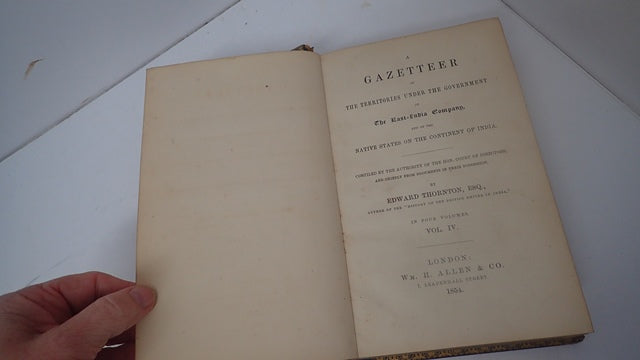 A
GAZETTEER
OF
THE TERRITORIES UNDER THE GOVERNMENT
OF
The East-India Company,
AND OF THE
NATIVE STATES ON THE CONTINENT OF INDIA.
COMPILED BY THE AUTHORITY OF THE HON. COURT OF DIRECTORS,
AND CHIEFLY FROM DOCUMENTS IN THEIR POSSESSION,
BY
EDWARD THORNTON, ESQ.,
AUTHOR OF THE "HISTORY OF THE BRITISH EMPIRE IN INDIA."
IN FOUR VOLUMES.
VOL. IV.
LONDON:
WM. H. ALLEN & CO.
7, LEADENHALL STREET.
1854.